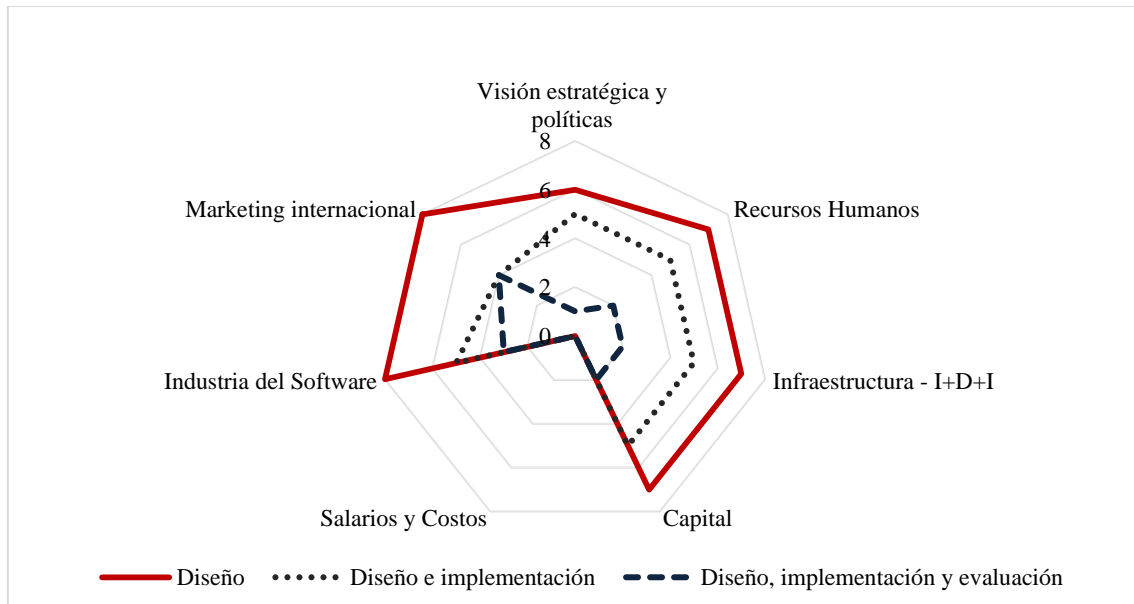 Visión estratégica y
políticas
8
6
4
2
0
Marketing internacional
Recursos Humanos
Industria del Software
Infraestructura - I+D+I
Salarios y Costos
Capital
Diseño
Diseño e implementación
Diseño, implementación y evaluación